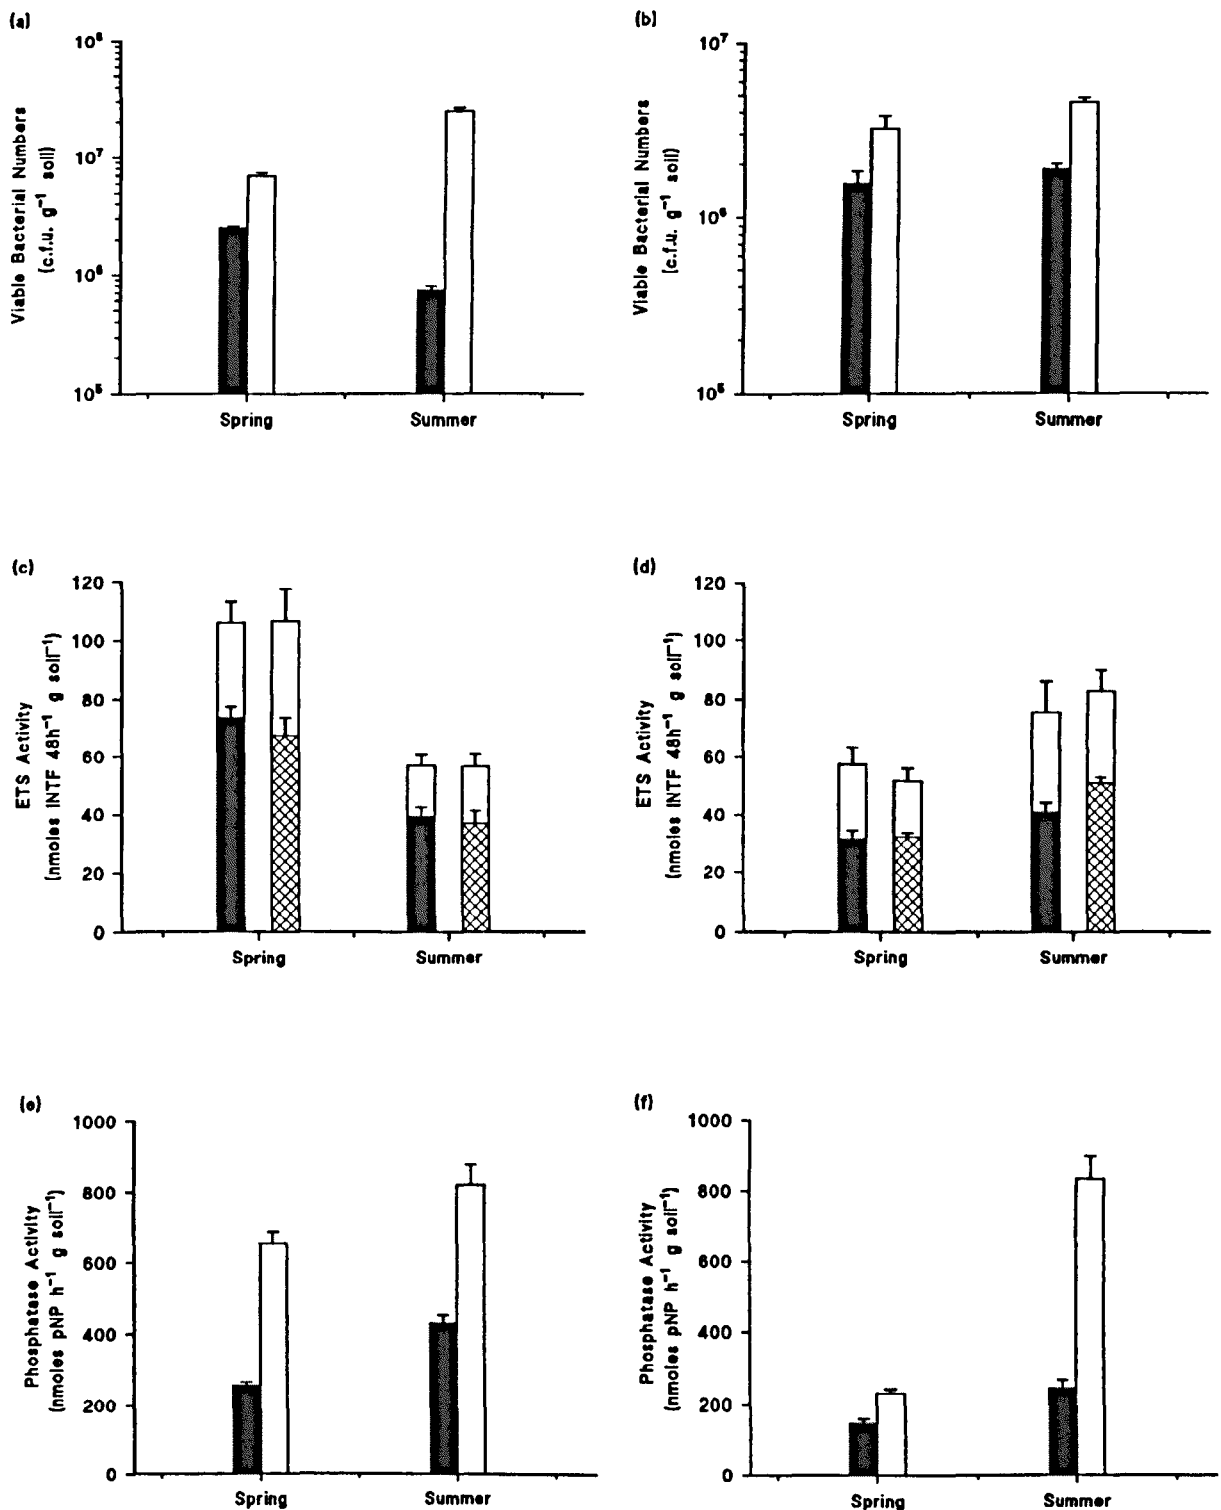 (a)
Viable Bacterial Numbers
(c.f.u. g⁻¹ soil)
10⁸
10⁷
10⁶
10⁵
Spring Summer
(b)
Viable Bacterial Numbers
(c.f.u. g⁻¹ soil)
10⁷
10⁶
10⁵
Spring Summer
(c)
ETS Activity
(nmoles INTF 48h⁻¹ g soil⁻¹)
120
100
80
60
40
20
0
Spring Summer
(d)
ETS Activity
(nmoles INTF 48h⁻¹ g soil⁻¹)
120
100
80
60
40
20
0
Spring Summer
(e)
Phosphatase Activity
(nmoles pNP h⁻¹ g soil⁻¹)
1000
800
600
400
200
0
Spring Summer
(f)
Phosphatase Activity
(nmoles pNP h⁻¹ g soil⁻¹)
1000
800
600
400
200
0
Spring Summer